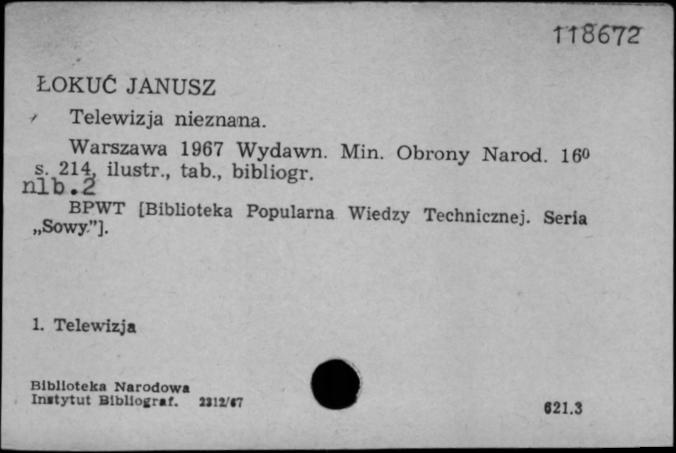 118672
ŁOKUĆ JANUSZ
Telewizja nieznana.
Warszawa 1967 Wydawn. Min. Obrony Narod. 16⁰
s. 214, ilustr., tab., bibliogr.
nlb.2
BPWT [Biblioteka Popularna Wiedzy Technicznej. Seria
„Sowy"].
1. Telewizja
Biblioteka Narodowa
Instytut Bibliograf. 2312/67
621.3